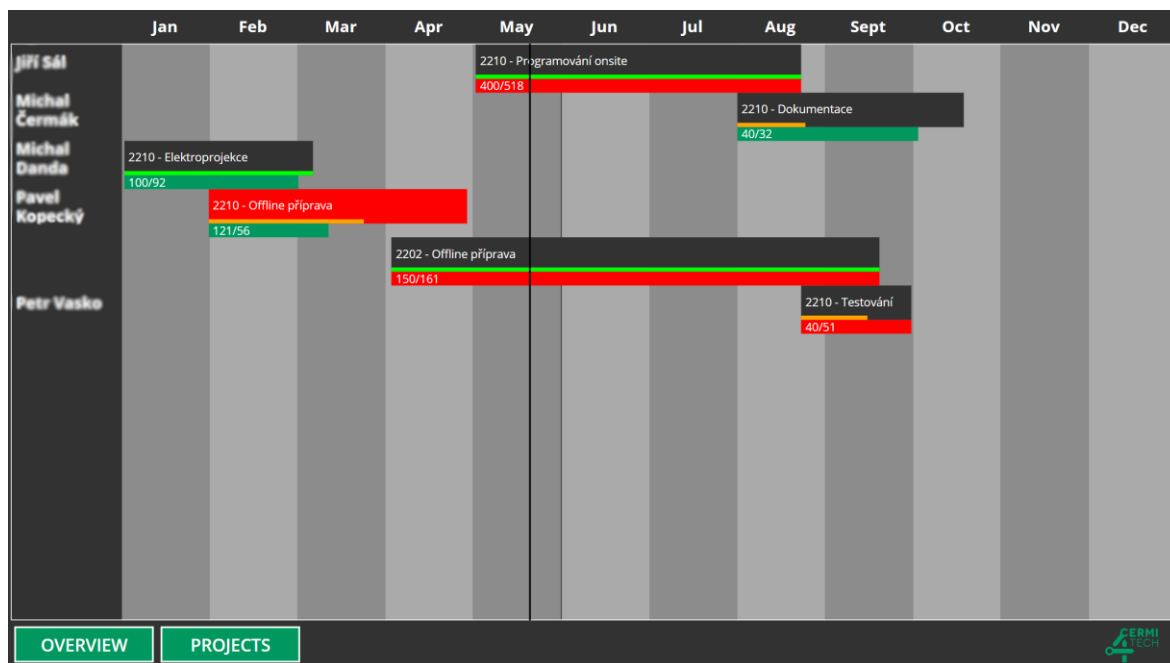 Jan Feb Mar Apr May Jun Jul Aug Sept Oct Nov Dec
Jiří Sál
2210 - Programování onsite
400/518
Michal
Čermák
2210 - Dokumentace
40/32
Michal
Danda
2210 - Elektroprojekce
100/92
Pavel
Kopecký
2210 - Offline příprava
121/56
2202 - Offline příprava
150/161
Petr Vasko
2210 - Testování
40/51
OVERVIEW
PROJECTS
CERMI
TECH